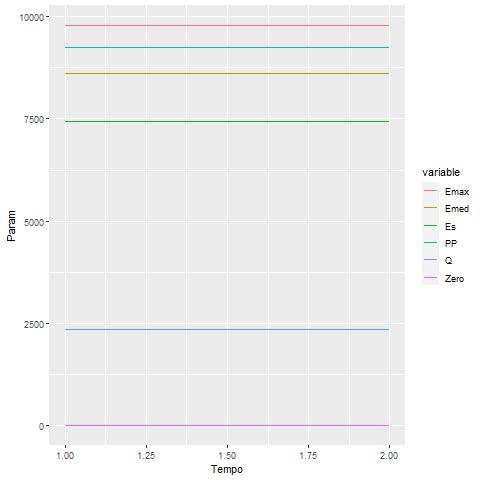 10000
7500
5000
2500
0
Param
1.00 1.25 1.50 1.75 2.00
Tempo
variable
Emax
Emed
Es
PP
Q
Zero